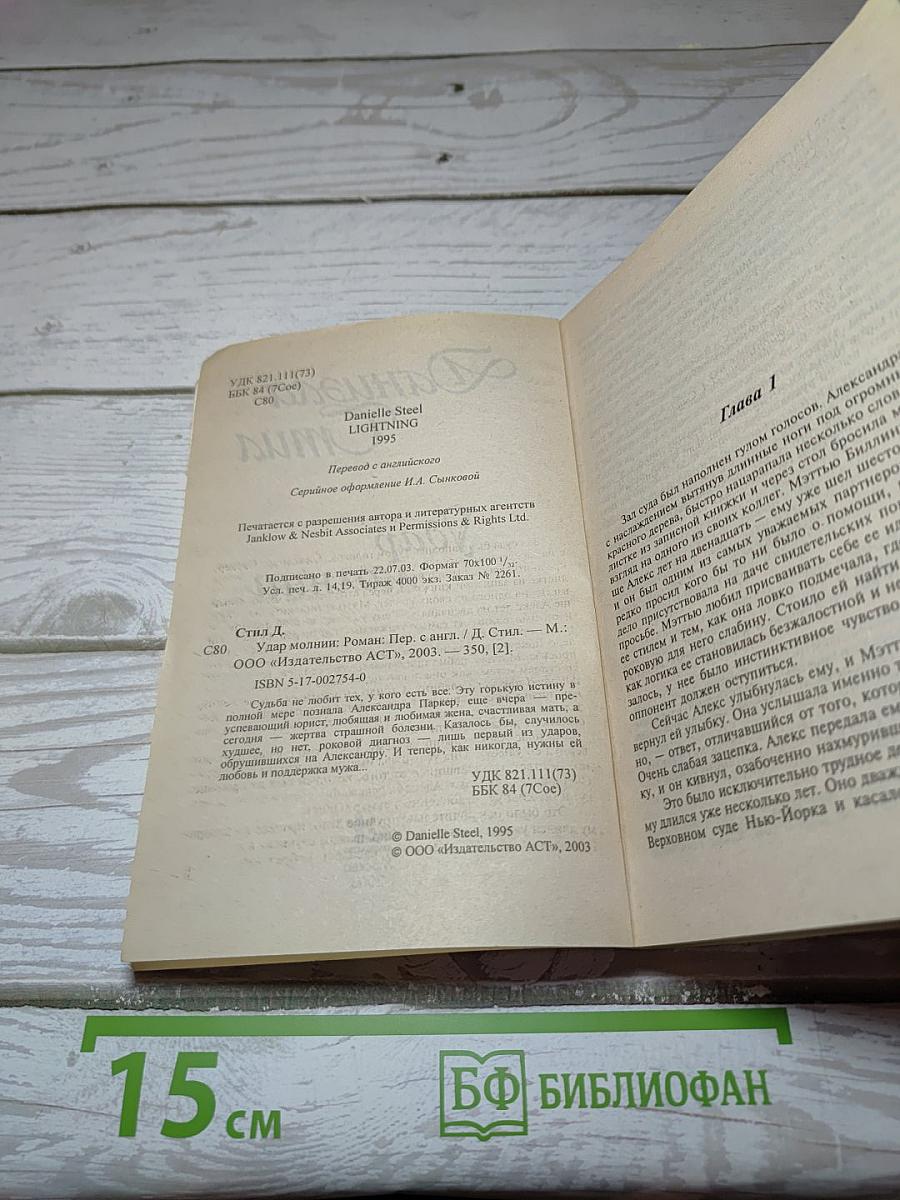 УДК 821.111(73)
ББК 84 (7Сое)
С80
Danielle Steel
LIGHTNING
1995
Перевод с английского
Серийное оформление И.А. Сынковой
Печатается с разрешения автора и литературных агентств
Janklow & Nesbit Associates и Permissions & Rights Ltd.
Подписано в печать 22.07.03. Формат 70х100 1/32.
Усл. печ. л. 14,19. Тираж 4000 экз. Заказ № 2261.
Стил Д.
С80 Удар молнии: Роман: Пер. с англ. / Д. Стил. — М.:
ООО «Издательство АСТ», 2003. — 350, [2].
ISBN 5-17-002754-0
Судьба не любит тех, у кого есть все. Эту горькую истину в
полной мере познала Александра Паркер, еще вчера — пре-
успевающий юрист, любящая и любимая жена, счастливая мать, а
сегодня — жертва страшной болезни. Казалось бы, случилось
худшее, но нет, роковой диагноз — лишь первый из ударов,
обрушившихся на Александру. И теперь, как никогда, нужны ей
любовь и поддержка мужа...
УДК 821.111(73)
ББК 84 (7Сое)
© Danielle Steel, 1995
© ООО «Издательство АСТ», 2003
Глава 1
Зал суда был наполнен гулом голосов. Александра
с наслаждением вытянув длинные ноги под огромны
красного дерева, быстро нацарапала несколько слов
листке из записной книжки и через стол бросила м
взгляд на одного из своих коллег. Мэттью Биллин
ше Алекс лет на двенадцать — ему уже шел шесто
и он был одним из самых уважаемых партнеро
редко просил кого бы то ни было о помощи,
дело присутствовала на даче свидетельских пок
просьбе. Мэттью любил присваивать себе ее ид
ее стилем и тем, как она ловко подмечала, гд
роковую для него слабину. Стоило ей найти
как логика ее становилась безжалостной и не
залось, у нее было инстинктивное чувство
оппонент должен оступиться.
Сейчас Алекс улыбнулась ему, и Мэтт
вернул ей улыбку. Она услышала именно т
но, — ответ, отличавшийся от того, котор
Очень слабая зацепка. Алекс передала ем
ку, и он кивнул, озабоченно нахмурив
Это было исключительно трудное де
му длился уже несколько лет. Оно дваж
Верховном суде Нью-Йорка и касал
15 см
БФ БИБЛИОФАН